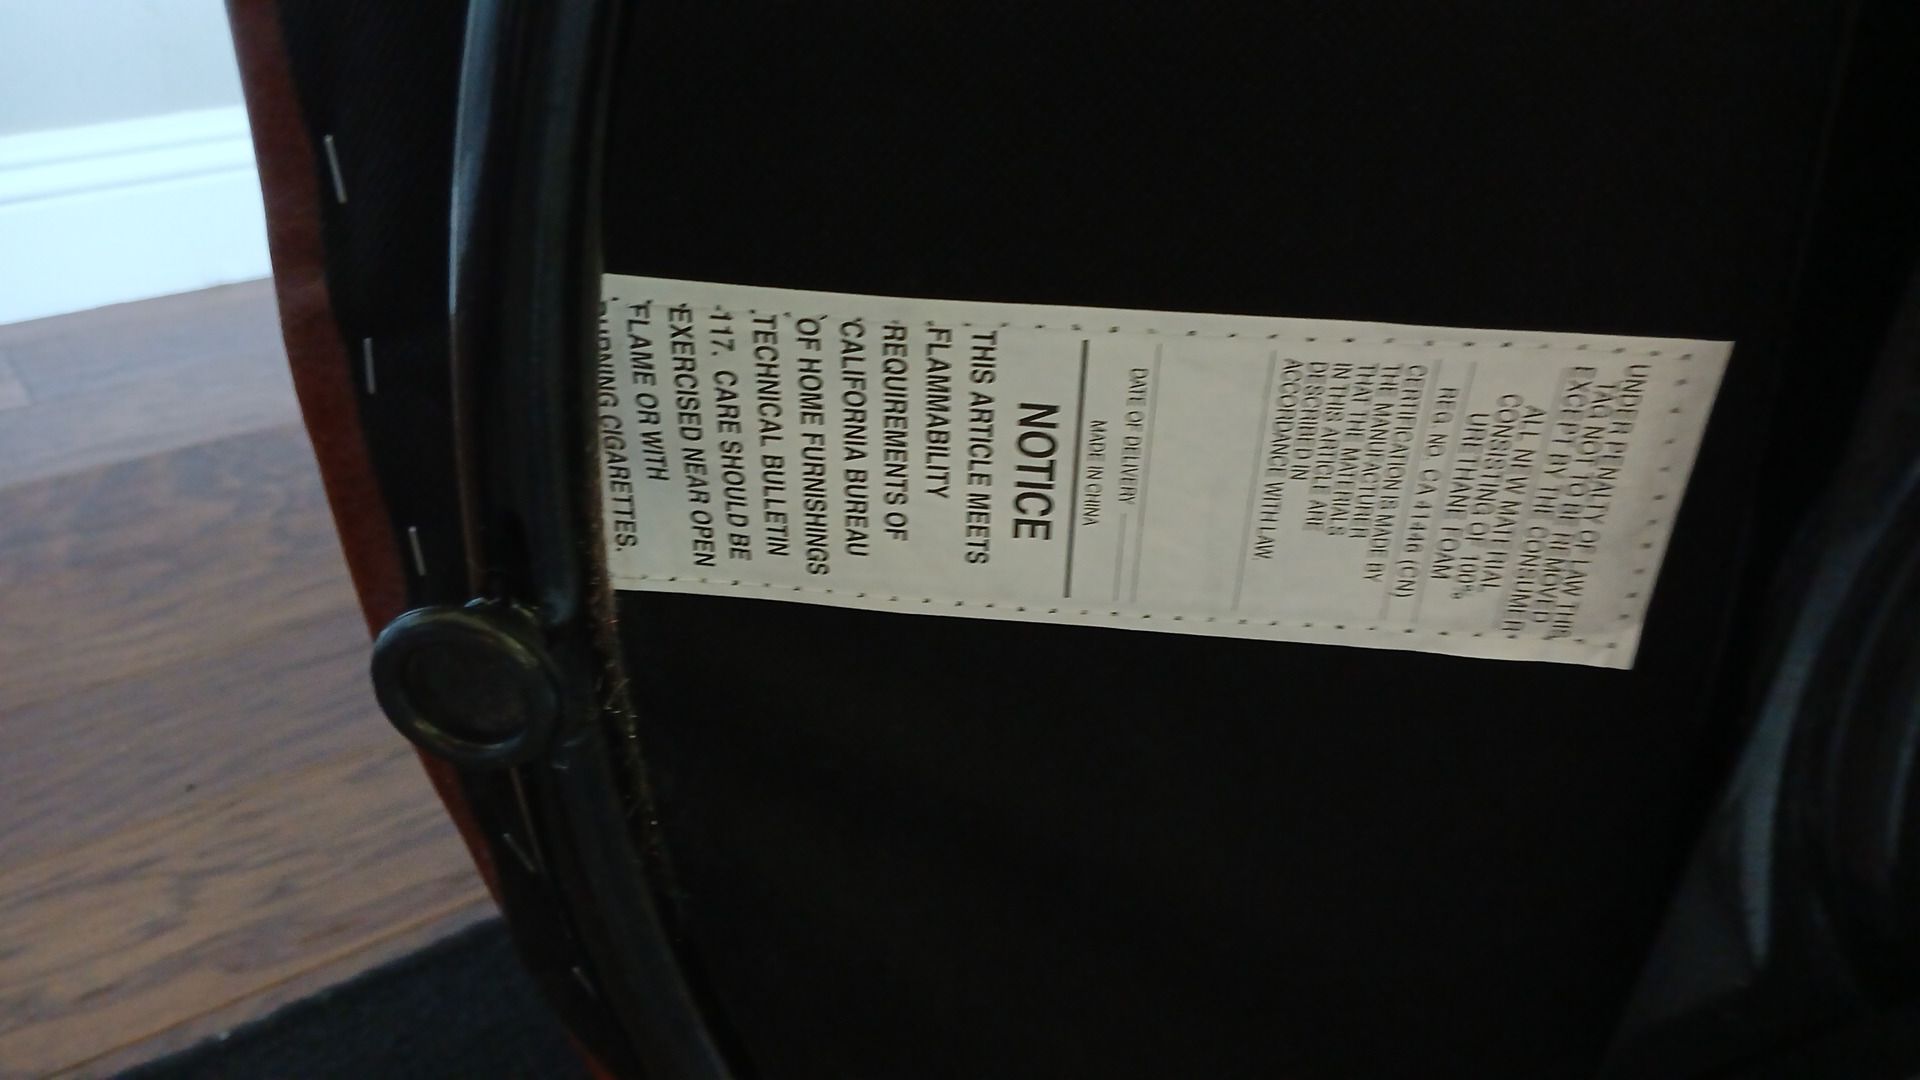 UNDER PENALTY OF LAW THIS
TAG NOT TO BE REMOVED
EXCEPT BY THE CONSUMER
ALL NEW MATERIAL
CONSISTING OF 100%
URETHANE FOAM
REG. NO. CA 41446 (CN)
CERTIFICATION IS MADE BY
THE MANUFACTURER
THAT THE MATERIALS
IN THIS ARTICLE ARE
DESCRIBED IN
ACCORDANCE WITH LAW.
DATE OF DELIVERY
MADE IN CHINA
NOTICE
THIS ARTICLE MEETS
FLAMMABILITY
REQUIREMENTS OF
CALIFORNIA BUREAU
OF HOME FURNISHINGS
TECHNICAL BULLETIN
117. CARE SHOULD BE
EXERCISED NEAR OPEN
FLAME OR WITH
BURNING CIGARETTES.